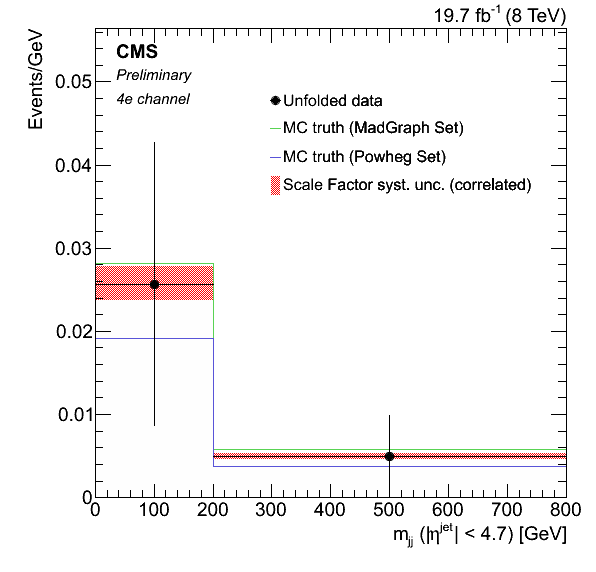 19.7 fb⁻¹ (8 TeV)
Events/GeV
CMS
Preliminary
4e channel
Unfolded data
MC truth (MadGraph Set)
MC truth (Powheg Set)
Scale Factor syst. unc. (correlated)
0.05
0.04
0.03
0.02
0.01
0
0 100 200 300 400 500 600 700 800
m_jj (|η^jet| < 4.7) [GeV]